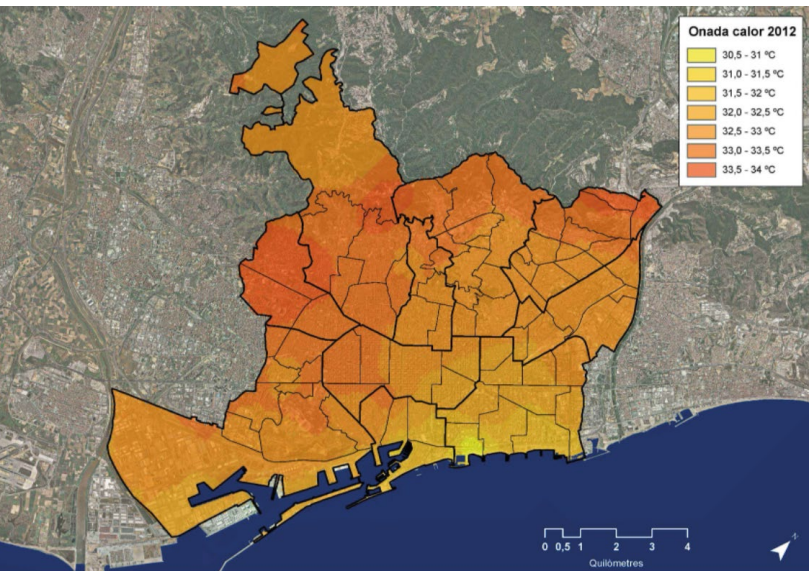 Onada calor 2012
30,5 - 31 ºC
31,0 - 31,5 ºC
31,5 - 32 ºC
32,0 - 32,5 ºC
32,5 - 33 ºC
33,0 - 33,5 ºC
33,5 - 34 ºC
0 0,5 1 2 3 4
Quilòmetres
N